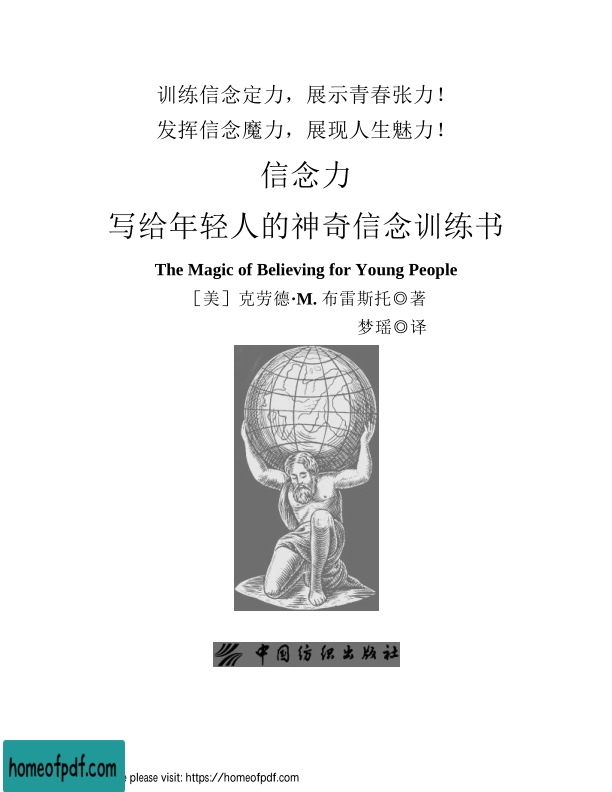 训练信念定力，展示青春张力！
发挥信念魔力，展现人生魅力！
信念力
写给年轻人的神奇信念训练书
The Magic of Believing for Young People
［美］克劳德·M. 布雷斯托◎著
梦瑶◎译
中国纺织出版社
homeofpdf.com
please visit: https://homeofpdf.com